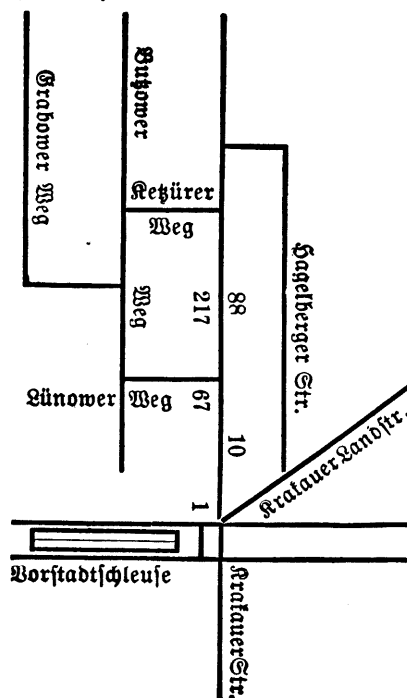 Grabower Weg
Butzower
Ketzürer
Weg
Weg
217
88
Hagelberger Str.
Lünower Weg
67
10
Krakauer Landstr.
1
Vorstadtschleuse
Krakauer Str.